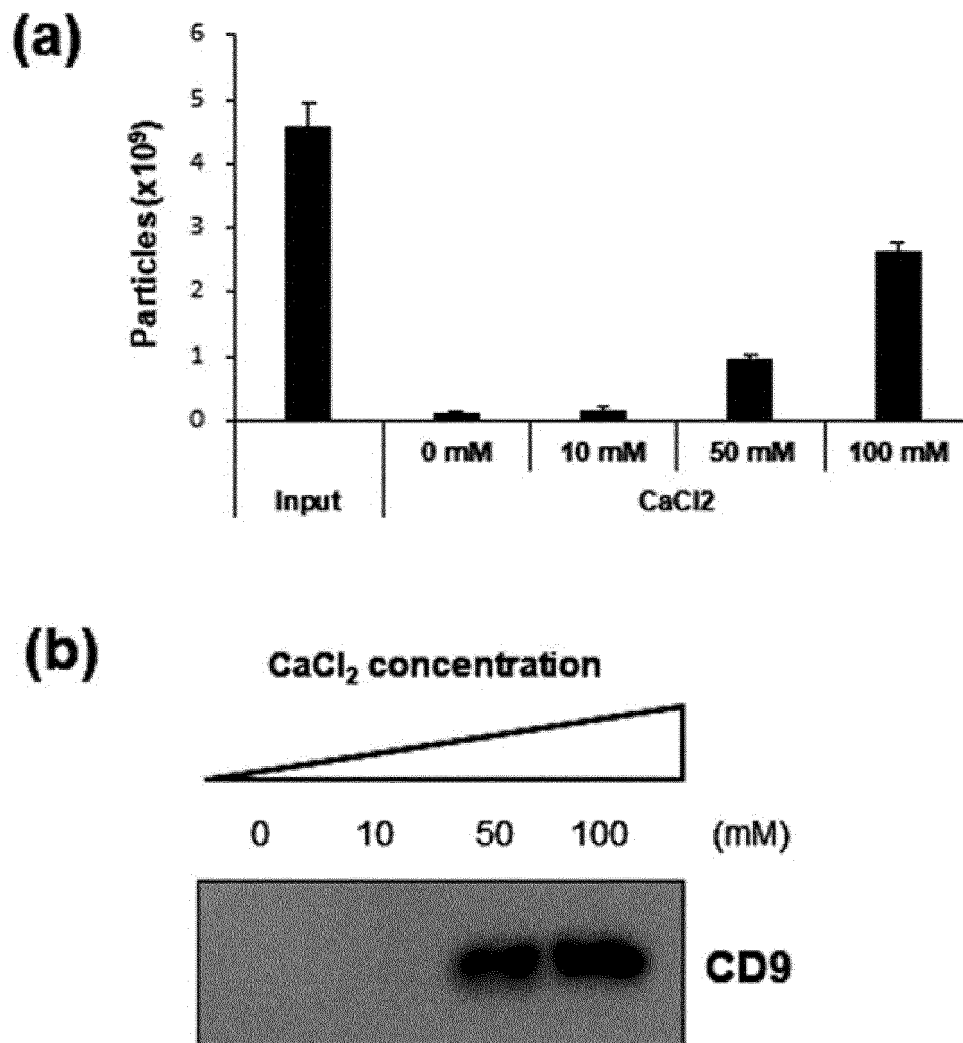 (a)
6
5
4
3
2
1
0
Particles (x10⁹)
0 mM 10 mM 50 mM 100 mM
Input CaCl2
(b)
CaCl₂ concentration
0 10 50 100 (mM)
CD9